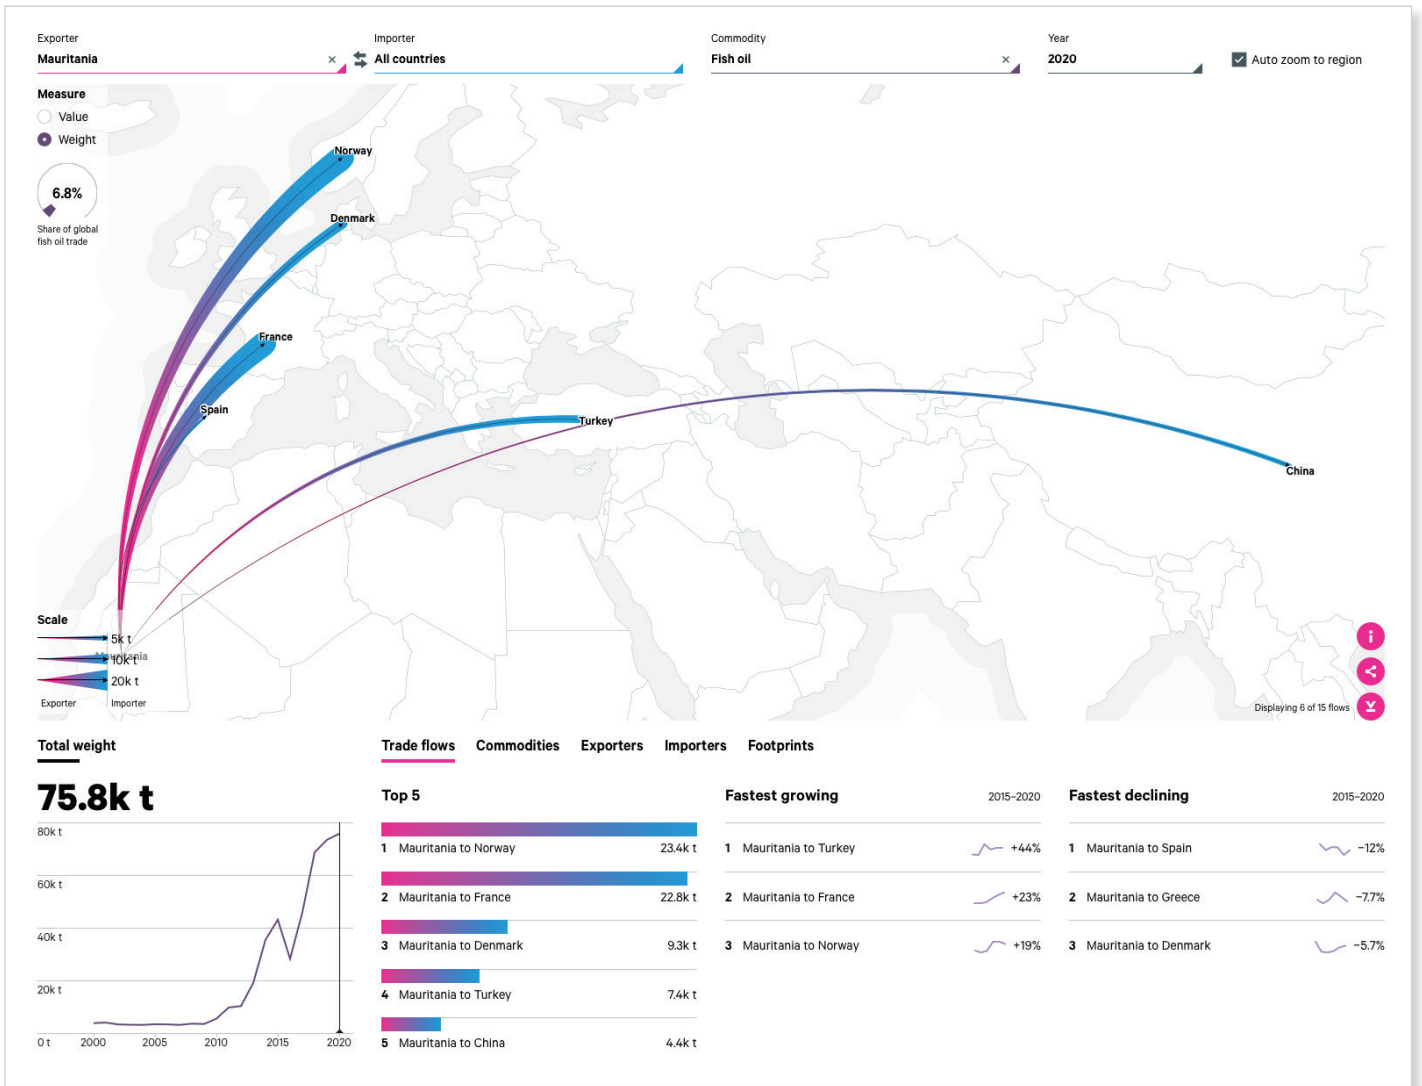 Exporter
Mauritania
Importer
All countries
Commodity
Fish oil
Year
2020
Auto zoom to region
Measure
Value
Weight
6.8%
Share of global
fish oil trade
Norway
Denmark
France
Spain
Turkey
China
Mauritania
Scale
5k t
10k t
20k t
Exporter
Importer
Displaying 6 of 15 flows
Total weight
75.8k t
80k t
60k t
40k t
20k t
0 t
2000 2005 2010 2015 2020
Trade flows Commodities Exporters Importers Footprints
Top 5
1 Mauritania to Norway 23.4k t
2 Mauritania to France 22.8k t
3 Mauritania to Denmark 9.3k t
4 Mauritania to Turkey 7.4k t
5 Mauritania to China 4.4k t
Fastest growing 2015–2020
1 Mauritania to Turkey +44%
2 Mauritania to France +23%
3 Mauritania to Norway +19%
Fastest declining 2015–2020
1 Mauritania to Spain −12%
2 Mauritania to Greece −7.7%
3 Mauritania to Denmark −5.7%